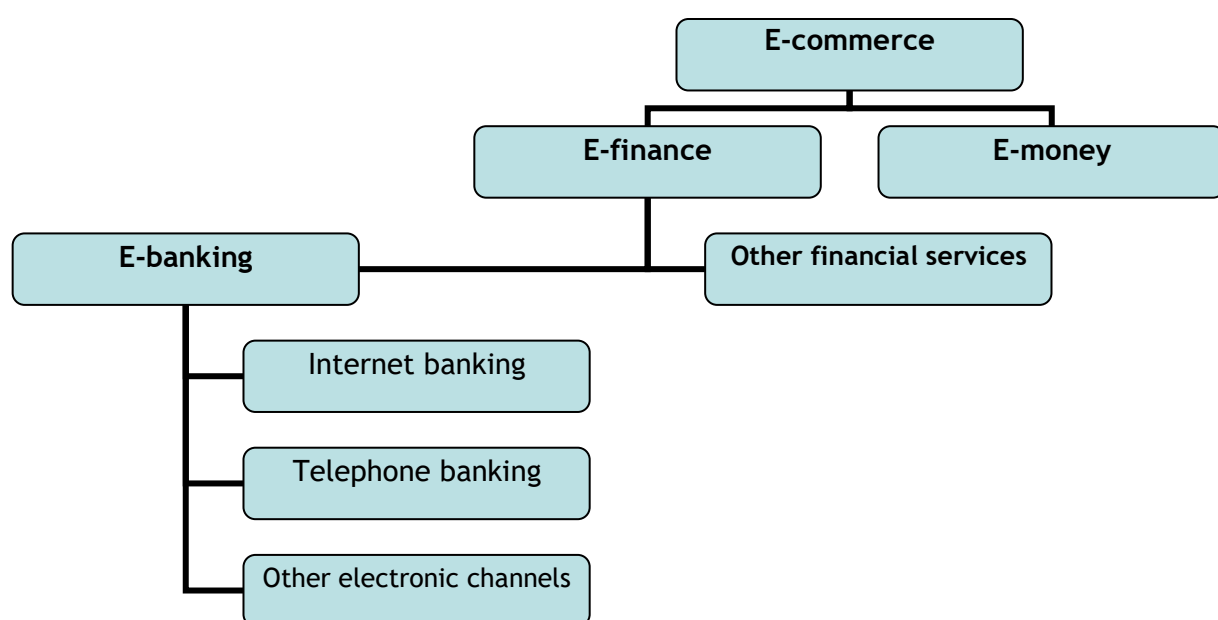 E-commerce
E-finance
E-money
E-banking
Other financial services
Internet banking
Telephone banking
Other electronic channels